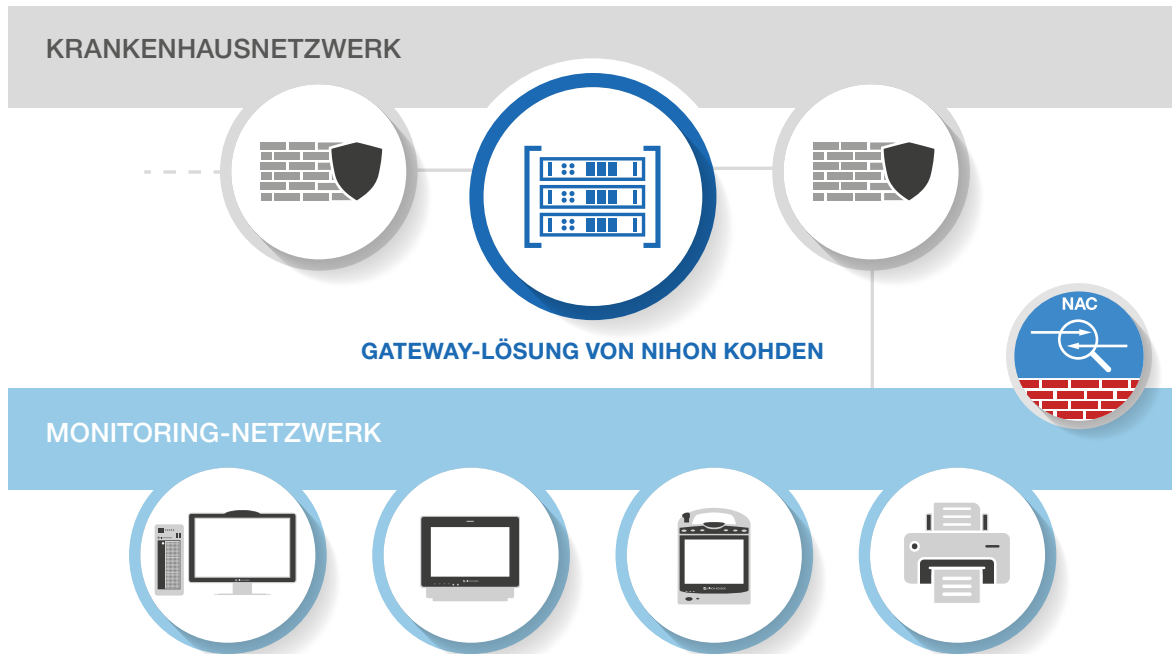 KRANKENHAUSNETZWERK
GATEWAY-LÖSUNG VON NIHON KOHDEN
NAC
MONITORING-NETZWERK